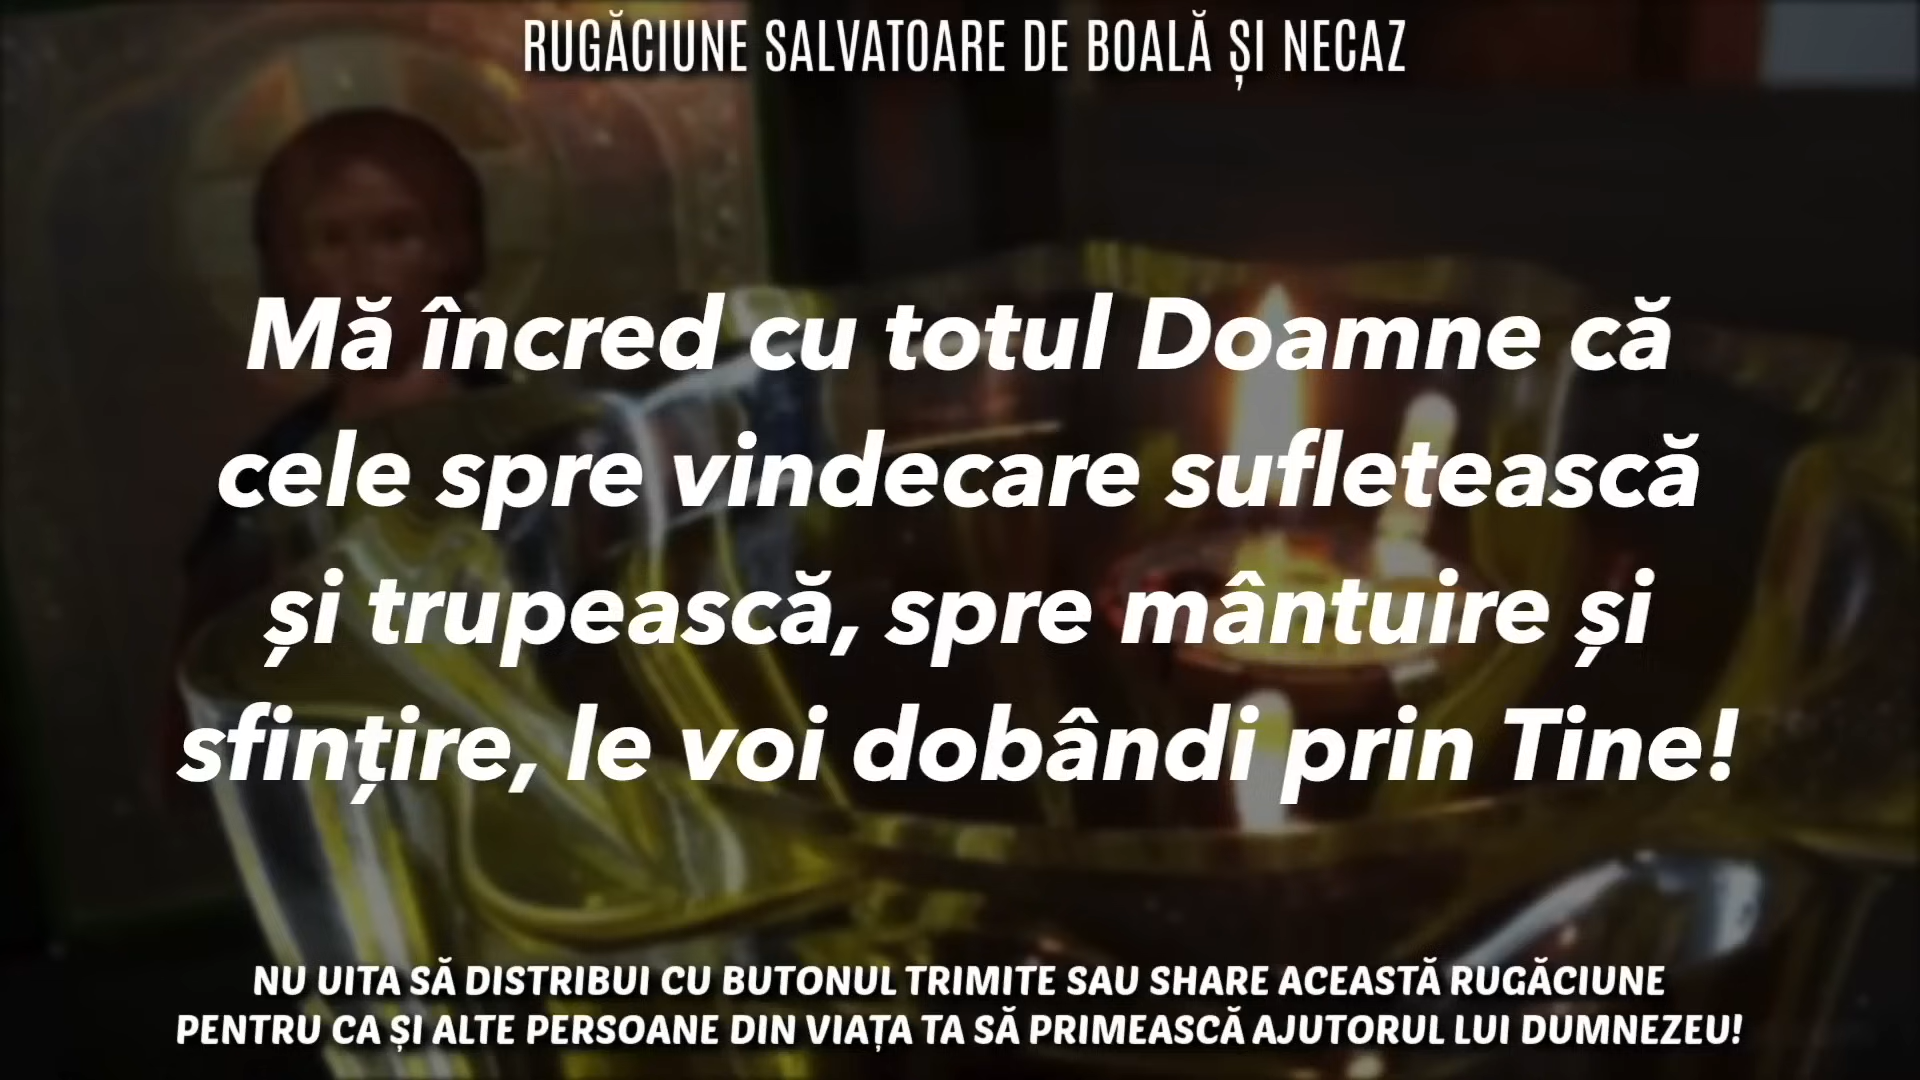 RUGĂCIUNE SALVATOARE DE BOALĂ ȘI NECAZ
Mă încred cu totul Doamne că
cele spre vindecare sufletească
și trupească, spre mântuire și
sfințire, le voi dobândi prin Tine!
NU UITA SĂ DISTRIBUI CU BUTONUL TRIMITE SAU SHARE ACEASTĂ RUGĂCIUNE
PENTRU CA ȘI ALTE PERSOANE DIN VIAȚA TA SĂ PRIMEASCĂ AJUTORUL LUI DUMNEZEU!